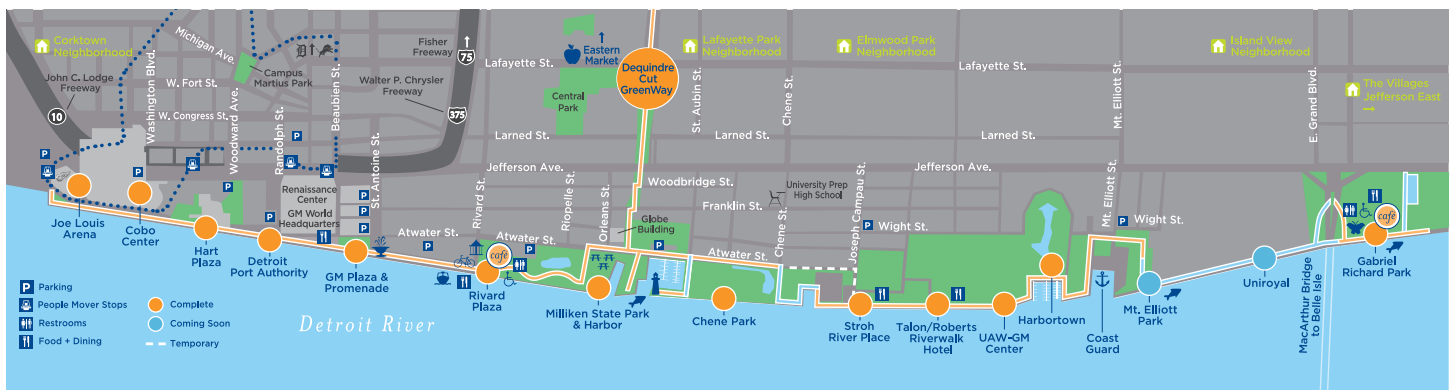 Corktown
Neighborhood
Michigan Ave.
Washington Blvd.
John C. Lodge
Freeway
10
W. Fort St.
W. Congress St.
Campus
Martius Park
Woodward Ave.
Randolph St.
Beaubien St.
St. Antoine St.
Fisher
Freeway
75
Walter P. Chrysler
Freeway
375
Lafayette St.
Eastern
Market
Central
Park
Dequindre
Cut
GreenWay
Larned St.
Jefferson Ave.
Lafayette Park
Neighborhood
St. Aubin St.
Chene St.
Larned St.
Elmwood Park
Neighborhood
Lafayette St.
Larned St.
Jefferson Ave.
Mt. Elliott St.
Island View
Neighborhood
E. Grand Blvd.
The Villages
Jefferson East
Renaissance
Center
GM World
Headquarters
Rivard St.
Riopelle St.
Orleans St.
Woodbridge St.
Franklin St.
University Prep
High School
Globe
Building
Atwater St.
Atwater St.
Atwater St.
Chene St.
Joseph Campau St.
Wight St.
Mt. Elliott St.
Wight St.
P
P
P
P
P
P
P
P
P
P
P
P
P
P
café
café
Joe Louis
Arena
Cobo
Center
Hart
Plaza
Detroit
Port Authority
GM Plaza &
Promenade
Rivard
Plaza
Milliken State Park
& Harbor
Chene Park
Stroh
River Place
Talon/Roberts
Riverwalk
Hotel
UAW-GM
Center
Harbortown
Coast
Guard
Mt. Elliott
Park
Uniroyal
MacArthur Bridge
to Belle Isle
Gabriel
Richard Park
Detroit River
P Parking
People Mover Stops
Restrooms
Food + Dining
Complete
Coming Soon
Temporary